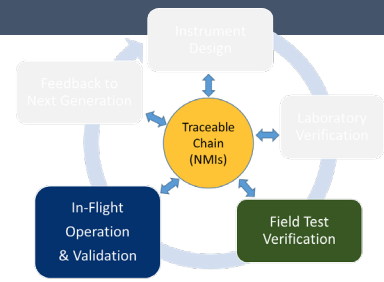 Instrument
Design
Feedback to
Next Generation
Traceable
Chain
(NMIs)
Laboratory
Verification
In-Flight
Operation
& Validation
Field Test
Verification